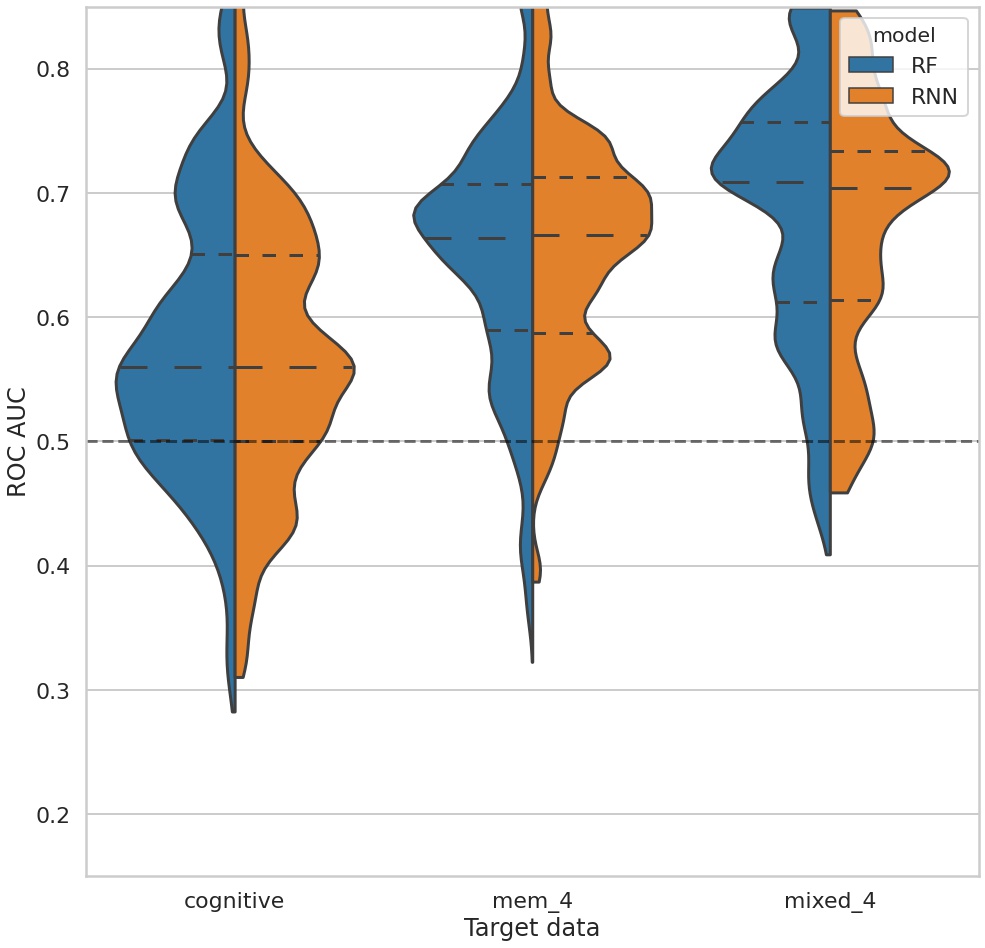 model
RF
RNN
0.8
0.7
0.6
0.5
0.4
0.3
0.2
ROC AUC
cognitive
mem_4
mixed_4
Target data